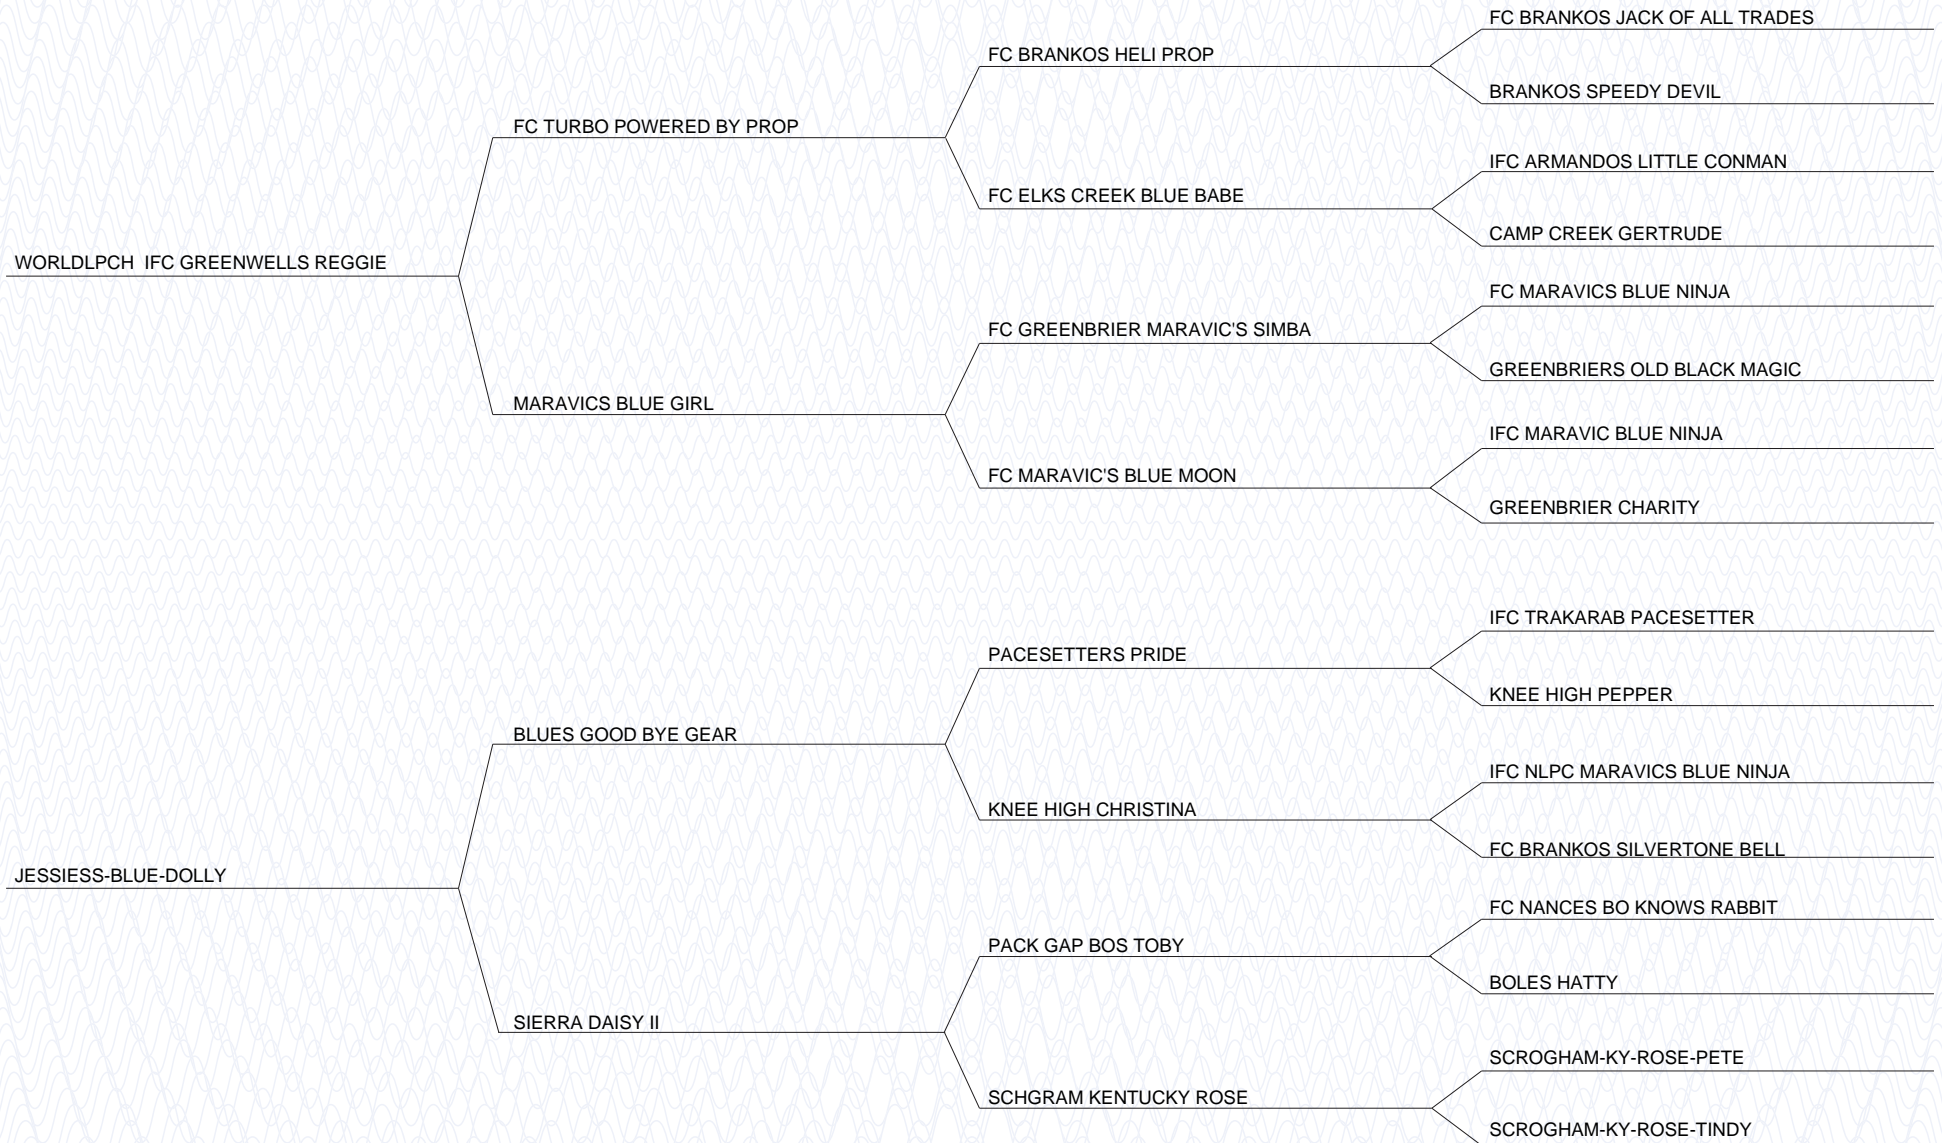 FC BRANKOS JACK OF ALL TRADES
FC BRANKOS HELI PROP
BRANKOS SPEEDY DEVIL
FC TURBO POWERED BY PROP
IFC ARMANDOS LITTLE CONMAN
FC ELKS CREEK BLUE BABE
CAMP CREEK GERTRUDE
WORLDLPCH  IFC GREENWELLS REGGIE
FC MARAVICS BLUE NINJA
FC GREENBRIER MARAVIC'S SIMBA
GREENBRIERS OLD BLACK MAGIC
MARAVICS BLUE GIRL
IFC MARAVIC BLUE NINJA
FC MARAVIC'S BLUE MOON
GREENBRIER CHARITY
IFC TRAKARAB PACESETTER
PACESETTERS PRIDE
KNEE HIGH PEPPER
BLUES GOOD BYE GEAR
IFC NLPC MARAVICS BLUE NINJA
KNEE HIGH CHRISTINA
FC BRANKOS SILVERTONE BELL
JESSIESS-BLUE-DOLLY
FC NANCES BO KNOWS RABBIT
PACK GAP BOS TOBY
BOLES HATTY
SIERRA DAISY II
SCROGHAM-KY-ROSE-PETE
SCHGRAM KENTUCKY ROSE
SCROGHAM-KY-ROSE-TINDY